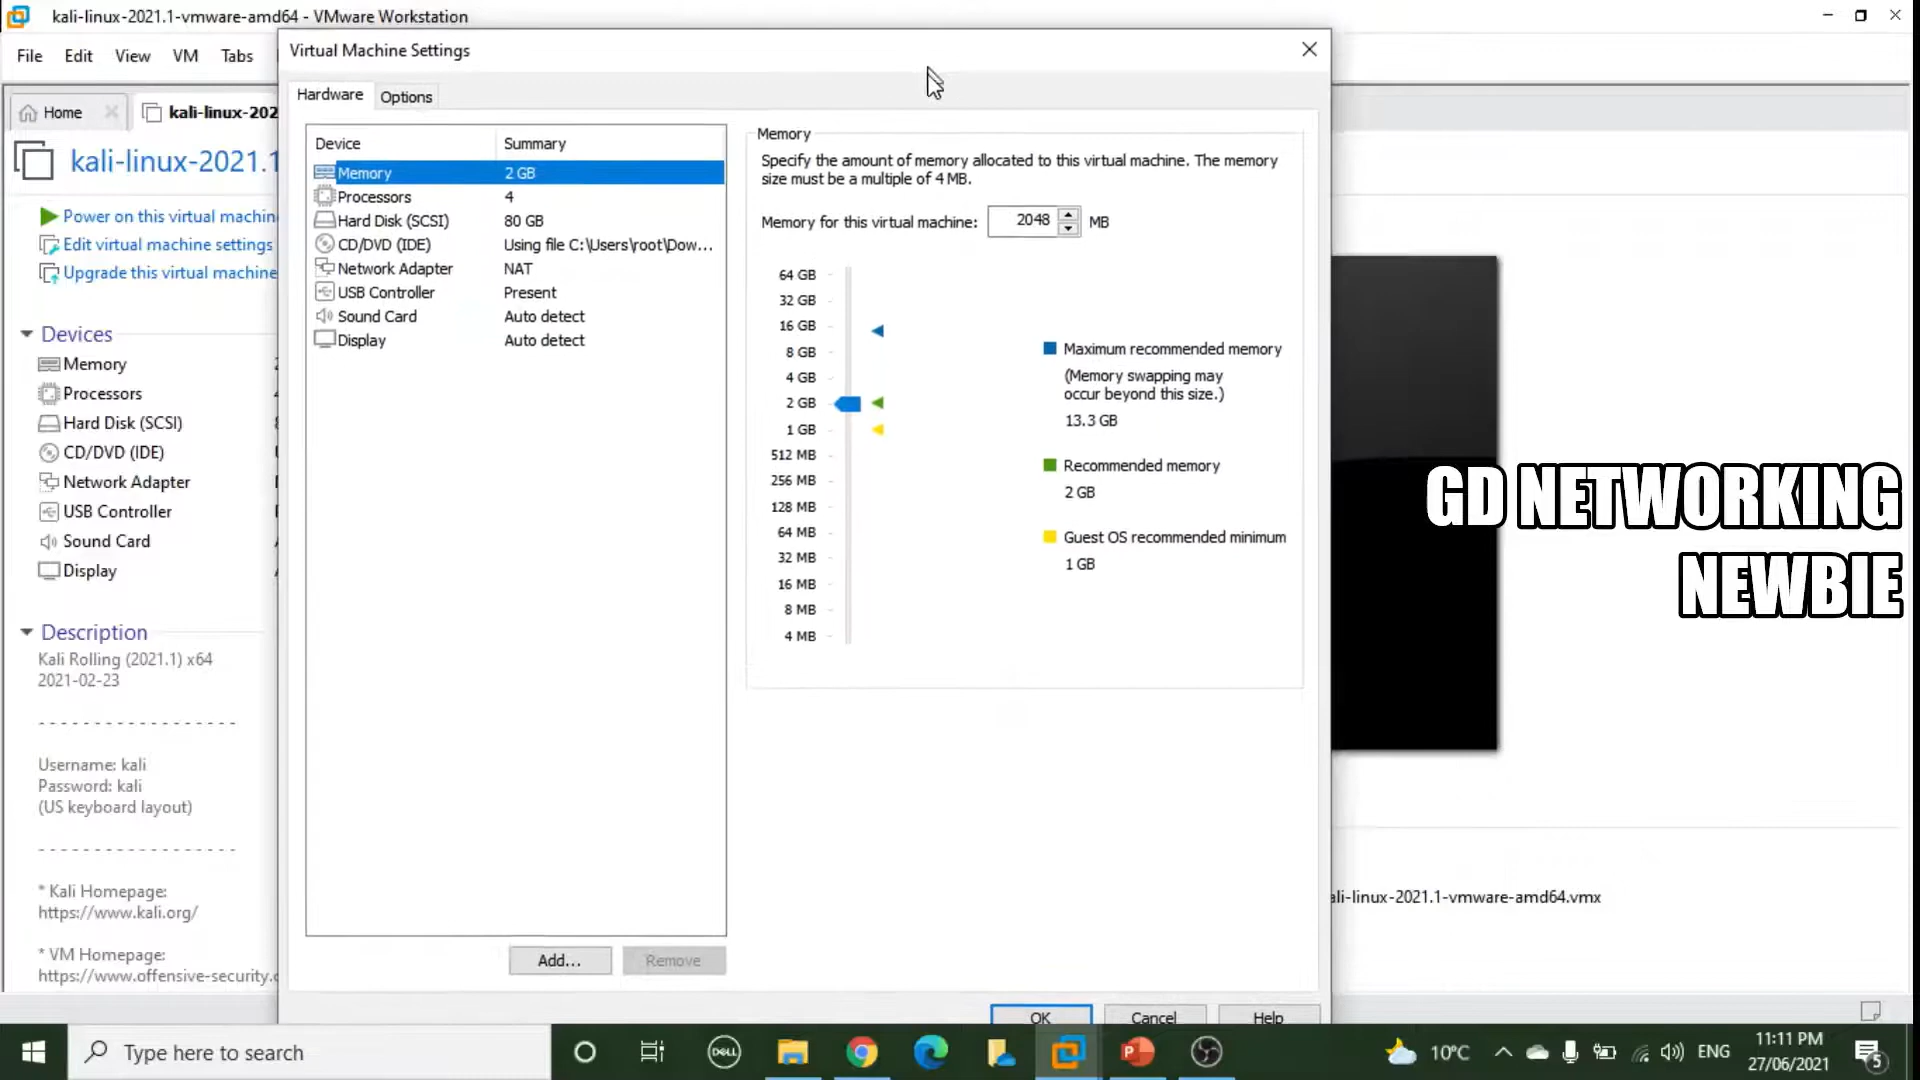 kali-linux-2021.1-vmware-amd64 - VMware Workstation
File Edit View VM Tabs
Home kali-linux-202
kali-linux-2021.1
Power on this virtual machin
Edit virtual machine settings
Upgrade this virtual machine
Devices
Memory
Processors
Hard Disk (SCSI)
CD/DVD (IDE)
Network Adapter
USB Controller
Sound Card
Display
Description
Kali Rolling (2021.1) x64
2021-02-23
- - - - - - - - - - - - - - - - - -
Username: kali
Password: kali
(US keyboard layout)
- - - - - - - - - - - - - - - - - -
* Kali Homepage:
https://www.kali.org/
* VM Homepage:
https://www.offensive-security.c
Virtual Machine Settings
Hardware Options
Device Summary
Memory 2 GB
Processors 4
Hard Disk (SCSI) 80 GB
CD/DVD (IDE) Using file C:\Users\root\Dow...
Network Adapter NAT
USB Controller Present
Sound Card Auto detect
Display Auto detect
Add... Remove
Memory
Specify the amount of memory allocated to this virtual machine. The memory
size must be a multiple of 4 MB.
Memory for this virtual machine: 2048 MB
64 GB
32 GB
16 GB
8 GB
4 GB
2 GB
1 GB
512 MB
256 MB
128 MB
64 MB
32 MB
16 MB
8 MB
4 MB
Maximum recommended memory
(Memory swapping may
occur beyond this size.)
13.3 GB
Recommended memory
2 GB
Guest OS recommended minimum
1 GB
OK Cancel Help
GD NETWORKING
NEWBIE
ali-linux-2021.1-vmware-amd64.vmx
Type here to search
DELL
10°C
ENG
11:11 PM
27/06/2021
5